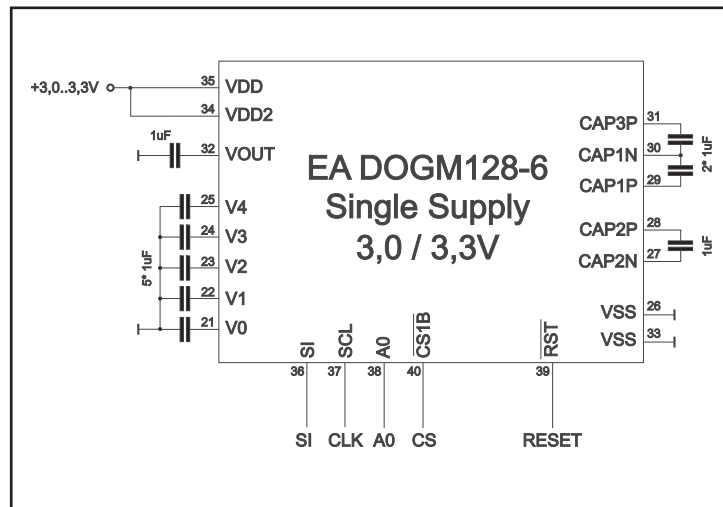 +3,0..3,3V
35 VDD
34 VDD2
1uF
32 VOUT
25 V4
24 V3
23 V2
22 V1
21 V0
5* 1uF
EA DOGM128-6
Single Supply
3,0 / 3,3V
CAP3P 31
CAP1N 30
CAP1P 29
2* 1uF
CAP2P 28
CAP2N 27
1uF
VSS 26
VSS 33
SI
SCL
A0
CS1B
RST
36
37
38
40
39
SI
CLK
A0
CS
RESET